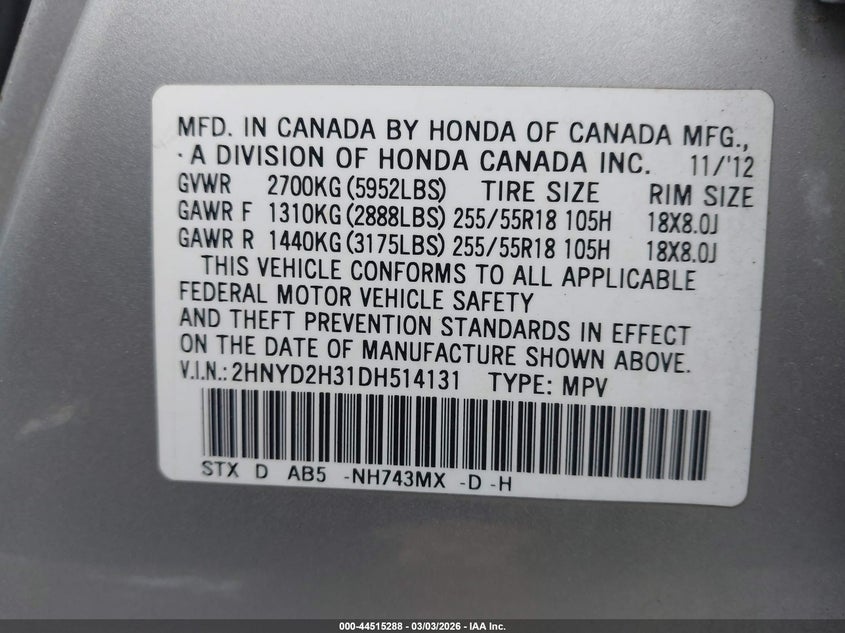 MFD. IN CANADA BY HONDA OF CANADA MFG.,
A DIVISION OF HONDA CANADA INC. 11/'12
GVWR 2700KG (5952LBS) TIRE SIZE RIM SIZE
GAWR F 1310KG (2888LBS) 255/55R18 105H 18X8.0J
GAWR R 1440KG (3175LBS) 255/55R18 105H 18X8.0J
THIS VEHICLE CONFORMS TO ALL APPLICABLE
FEDERAL MOTOR VEHICLE SAFETY
AND THEFT PREVENTION STANDARDS IN EFFECT
ON THE DATE OF MANUFACTURE SHOWN ABOVE.
V.I.N.: 2HNYD2H31DH514131 TYPE: MPV
STX D AB5 -NH743MX -D -H
000-44515288 - 03/03/2026 - IAA Inc.